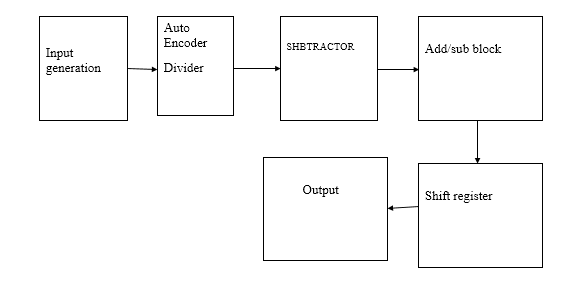 Input
generation
Auto
Encoder
Divider
SHBTRACTOR
Add/sub block
Output
Shift register